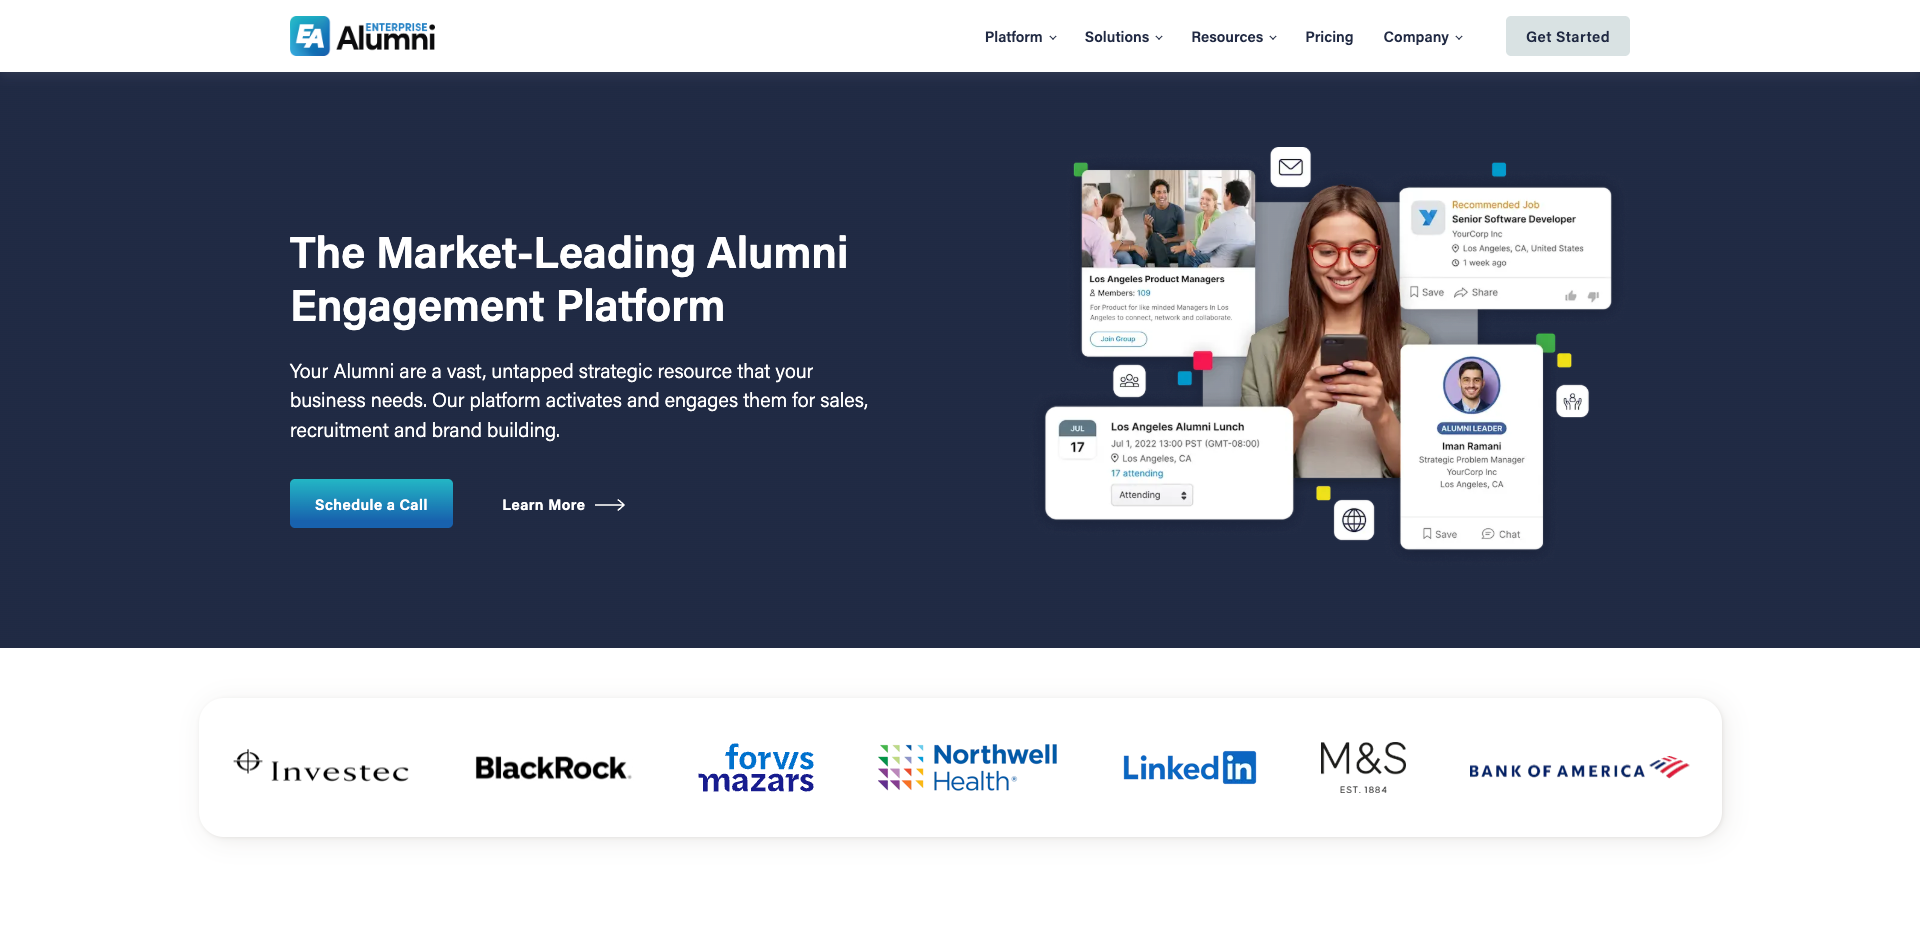 EA ENTERPRISE Alumni
Platform
Solutions
Resources
Pricing
Company
Get Started
The Market-Leading Alumni
Engagement Platform
Your Alumni are a vast, untapped strategic resource that your
business needs. Our platform activates and engages them for sales,
recruitment and brand building.
Schedule a Call
Learn More
Los Angeles Product Managers
Members: 109
For Product for like minded Managers In Los
Angeles to connect, network and collaborate.
Join Group
Recommended Job
Senior Software Developer
YourCorp Inc
Los Angeles, CA, United States
1 week ago
Save
Share
JUL
17
Los Angeles Alumni Lunch
Jul 1, 2022 13:00 PST (GMT-08:00)
Los Angeles, CA
17 attending
Attending
ALUMNI LEADER
Iman Ramani
Strategic Problem Manager
YourCorp Inc
Los Angeles, CA
Save
Chat
Investec
BlackRock.
forvis
mazars
Northwell
Health®
LinkedIn
M&S
EST. 1884
BANK OF AMERICA